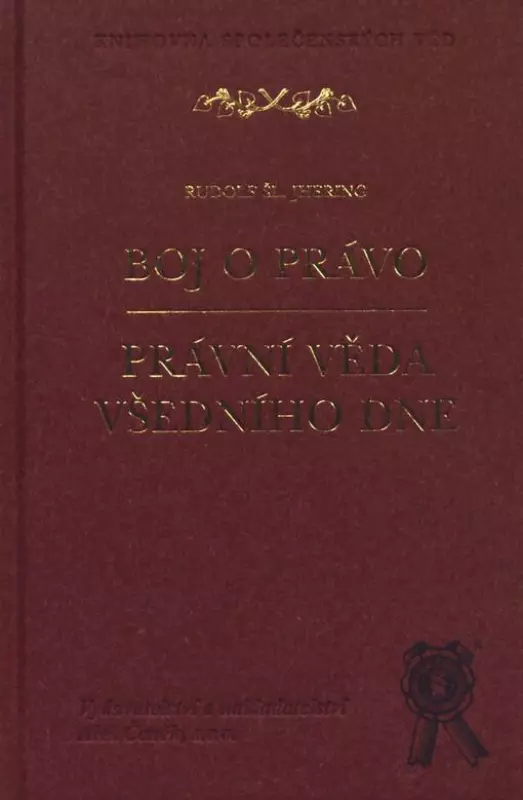 KNIHOVNA SPOLEČENSKÝCH VĚD
RUDOLF ŠL. JHERING
BOJ O PRÁVO
PRÁVNÍ VĚDA
VŠEDNÍHO DNE
Vydavatelství a nakladatelství
Aleš Čeněk, s.r.o.